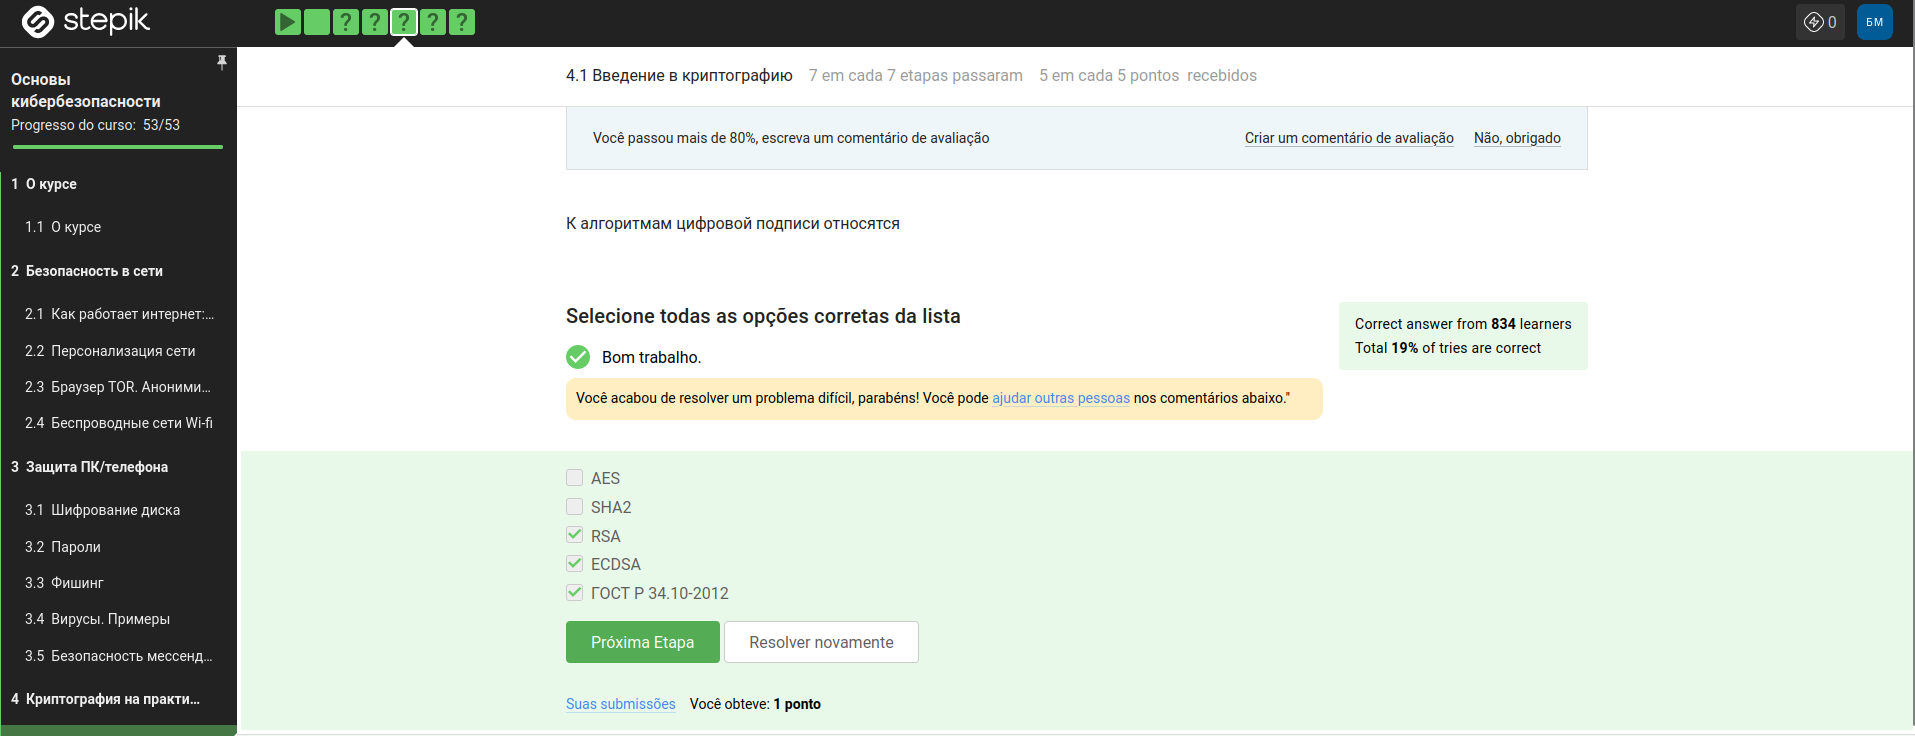 stepik
? ? ? ? ?
0
БМ
Основы
кибербезопасности
Progresso do curso: 53/53
1 О курсе
1.1 О курсе
2 Безопасность в сети
2.1 Как работает интернет:...
2.2 Персонализация сети
2.3 Браузер TOR. Аноними...
2.4 Беспроводные сети Wi-fi
3 Защита ПК/телефона
3.1 Шифрование диска
3.2 Пароли
3.3 Фишинг
3.4 Вирусы. Примеры
3.5 Безопасность мессенд...
4 Криптография на практи...
4.1 Введение в криптографию 7 em cada 7 etapas passaram 5 em cada 5 pontos recebidos
Você passou mais de 80%, escreva um comentário de avaliação Criar um comentário de avaliação Não, obrigado
К алгоритмам цифровой подписи относятся
Selecione todas as opções corretas da lista
Bom trabalho.
Você acabou de resolver um problema difícil, parabéns! Você pode ajudar outras pessoas nos comentários abaixo."
Correct answer from 834 learners
Total 19% of tries are correct
AES
SHA2
RSA
ECDSA
ГОСТ Р 34.10-2012
Próxima Etapa Resolver novamente
Suas submissões Você obteve: 1 ponto